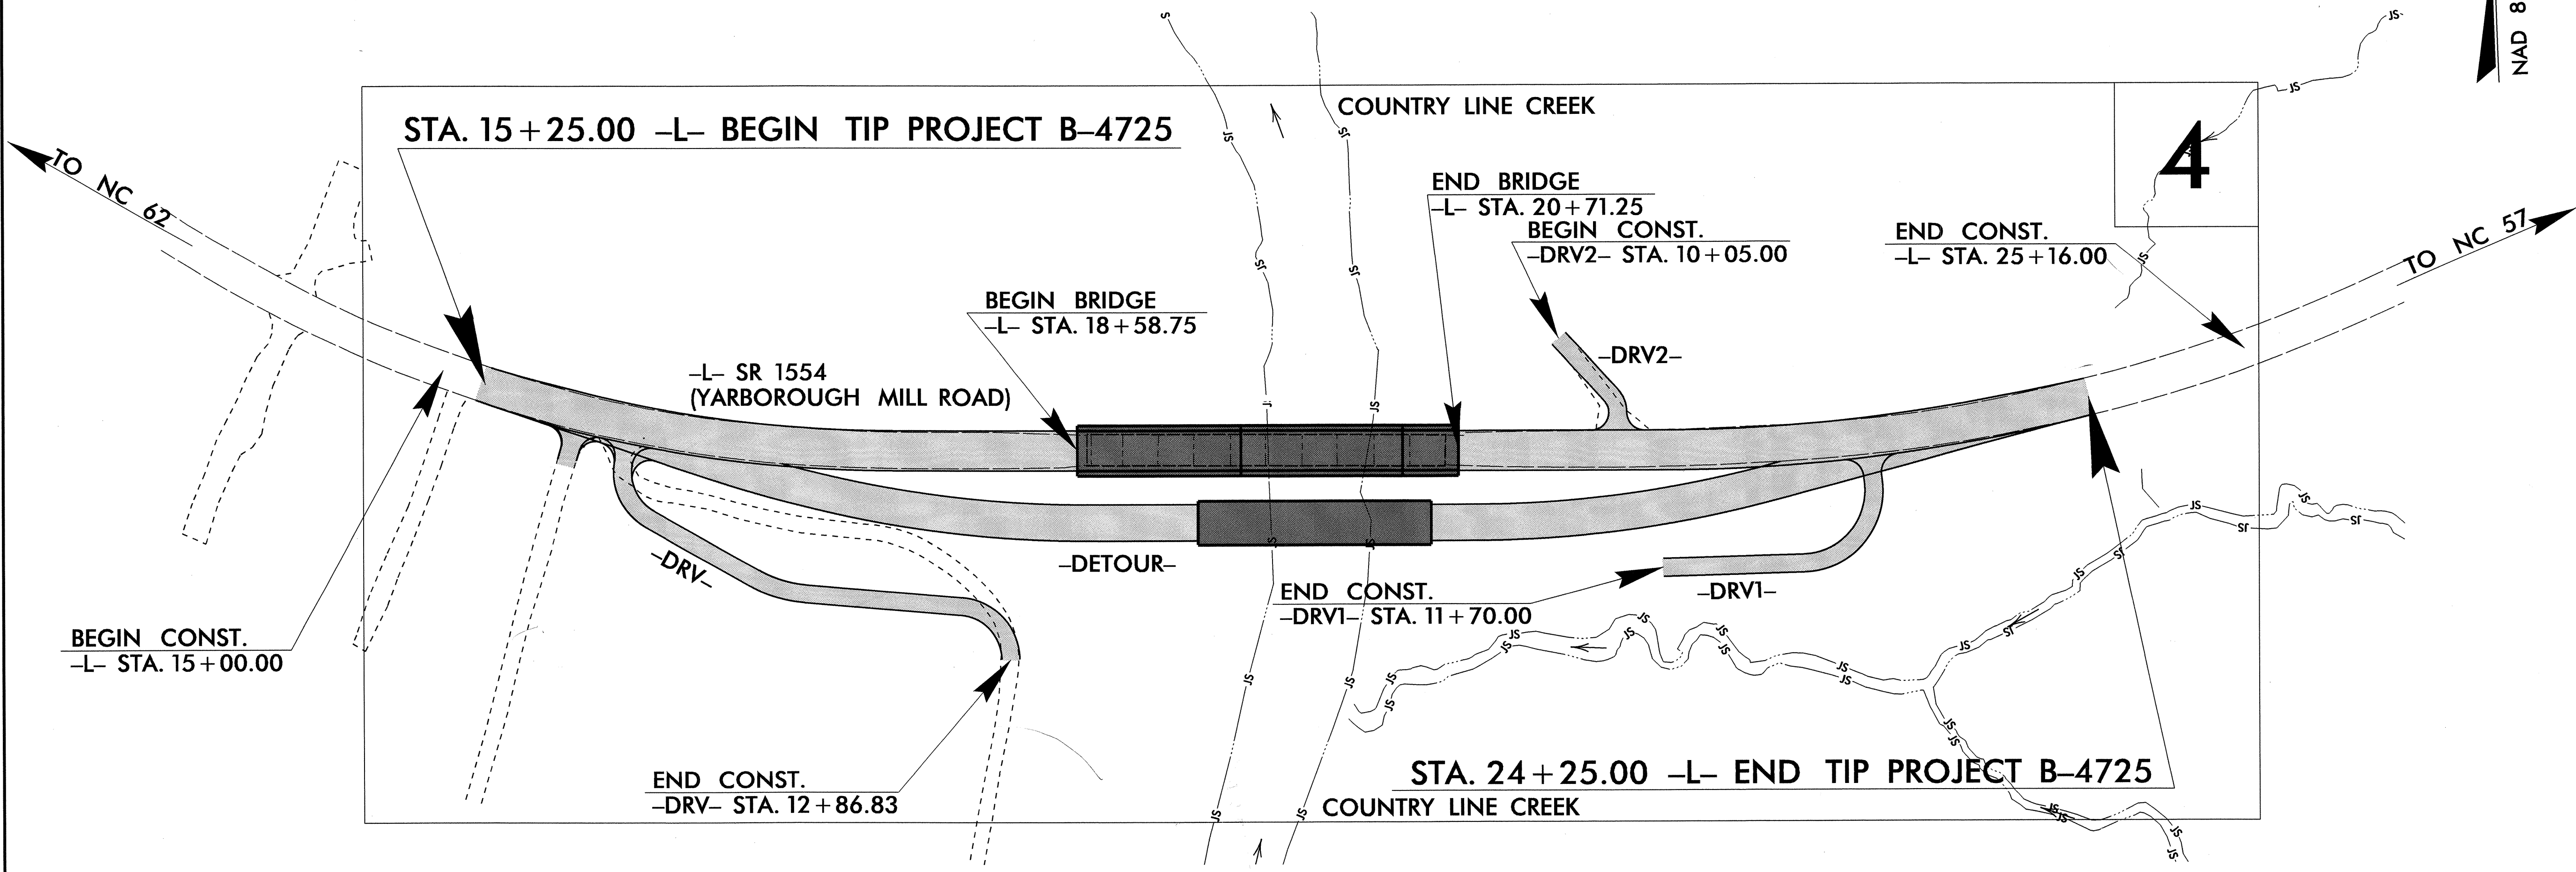 NAD 8
COUNTRY LINE CREEK
STA. 15+25.00 –L– BEGIN TIP PROJECT B–4725
4
TO NC 62
END BRIDGE
–L– STA. 20+71.25
BEGIN CONST.
–DRV2– STA. 10+05.00
END CONST.
–L– STA. 25+16.00
TO NC 57
BEGIN BRIDGE
–L– STA. 18+58.75
–DRV2–
–L– SR 1554
(YARBOROUGH MILL ROAD)
–DETOUR–
–DRV–
END CONST.
–DRV1– STA. 11+70.00
–DRV1–
BEGIN CONST.
–L– STA. 15+00.00
END CONST.
–DRV– STA. 12+86.83
STA. 24+25.00 –L– END TIP PROJECT B–4725
COUNTRY LINE CREEK